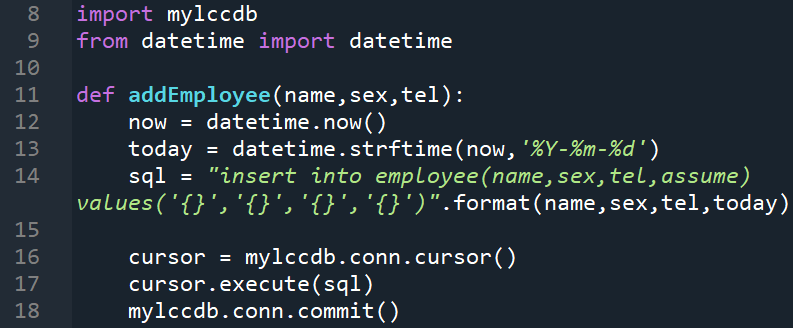 8 import mylccdb
9 from datetime import datetime
10
11 def addEmployee(name,sex,tel):
12     now = datetime.now()
13     today = datetime.strftime(now,'%Y-%m-%d')
14     sql = "insert into employee(name,sex,tel,assume)
values('{}','{}','{}','{}')".format(name,sex,tel,today)
15
16     cursor = mylccdb.conn.cursor()
17     cursor.execute(sql)
18     mylccdb.conn.commit()